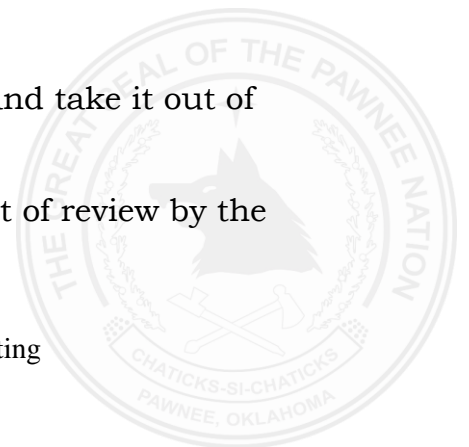 and take it out of
t of review by the
ting
THE GREAT SEAL OF THE PAWNEE NATION
CHATICKS-SI-CHATICKS
PAWNEE, OKLAHOMA